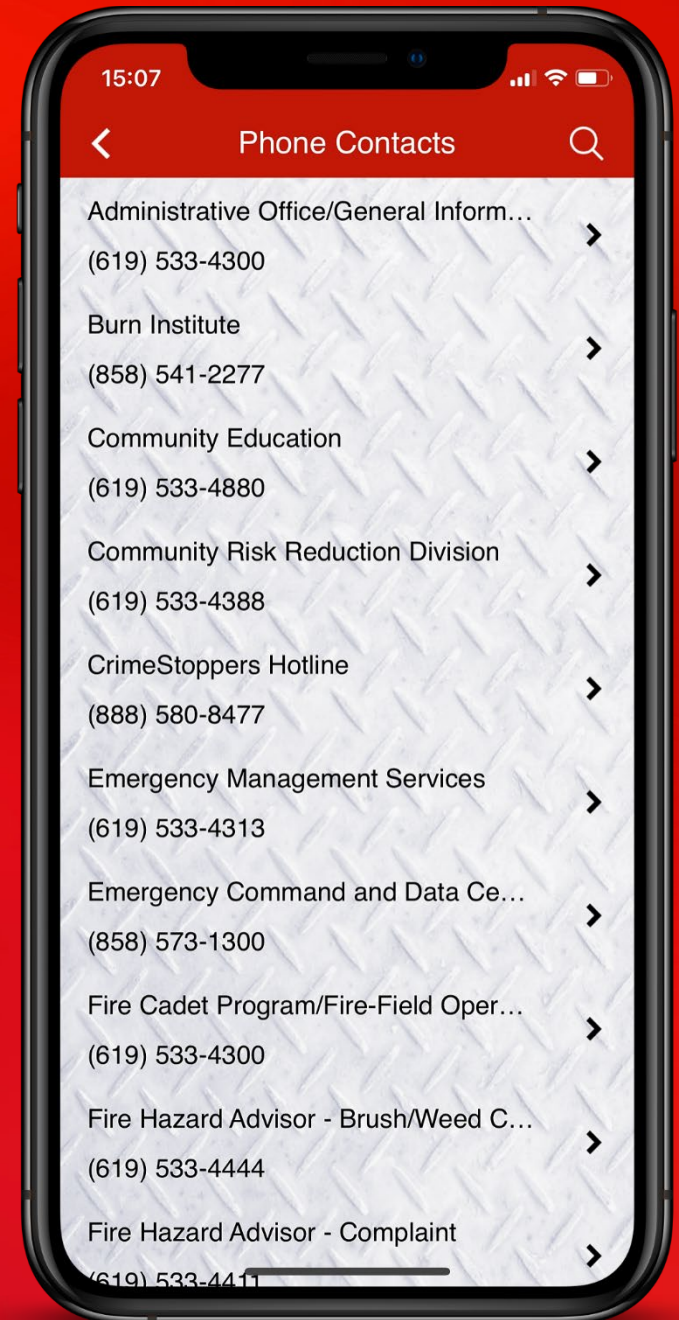 15:07
Phone Contacts
Administrative Office/General Inform...
(619) 533-4300
Burn Institute
(858) 541-2277
Community Education
(619) 533-4880
Community Risk Reduction Division
(619) 533-4388
CrimeStoppers Hotline
(888) 580-8477
Emergency Management Services
(619) 533-4313
Emergency Command and Data Ce...
(858) 573-1300
Fire Cadet Program/Fire-Field Oper...
(619) 533-4300
Fire Hazard Advisor - Brush/Weed C...
(619) 533-4444
Fire Hazard Advisor - Complaint
(619) 533-4411